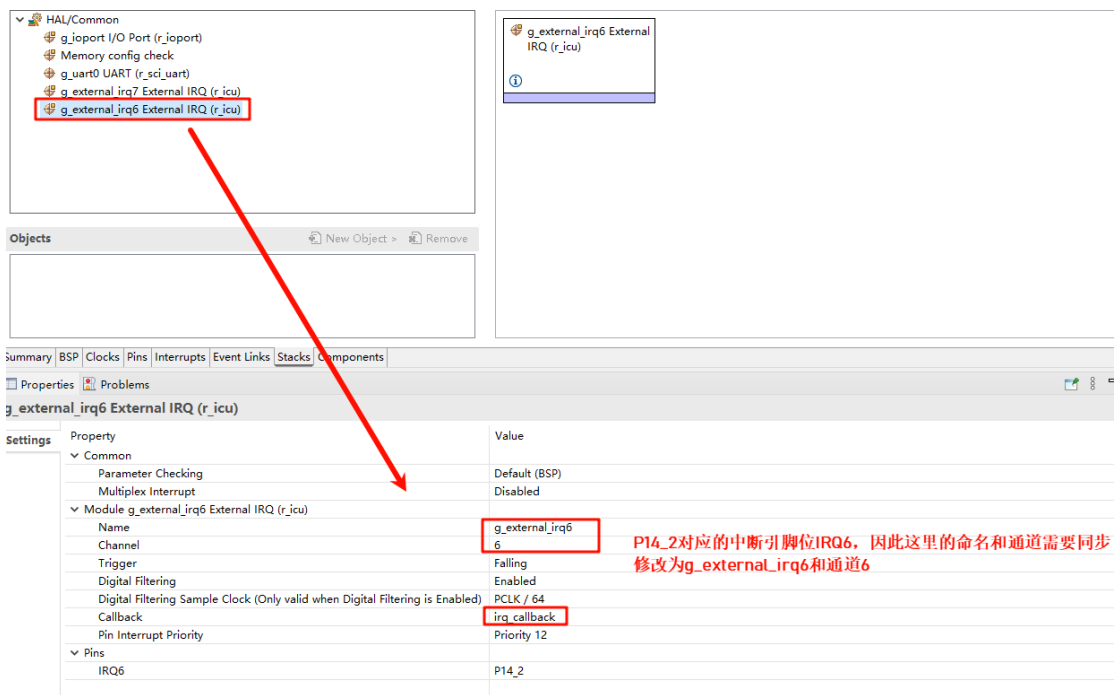 HAL/Common
g_ioport I/O Port (r_ioport)
Memory config check
g_uart0 UART (r_sci_uart)
g_external_irq7 External IRQ (r_icu)
g_external_irq6 External IRQ (r_icu)
g_external_irq6 External
IRQ (r_icu)
Objects
New Object > Remove
Summary BSP Clocks Pins Interrupts Event Links Stacks Components
Properties Problems
g_external_irq6 External IRQ (r_icu)
Settings
Property Value
Common
Parameter Checking Default (BSP)
Multiplex Interrupt Disabled
Module g_external_irq6 External IRQ (r_icu)
Name g_external_irq6
Channel 6
Trigger Falling
Digital Filtering Enabled
Digital Filtering Sample Clock (Only valid when Digital Filtering is Enabled) PCLK / 64
Callback irq_callback
Pin Interrupt Priority Priority 12
Pins
IRQ6 P14_2
P14_2对应的中断引脚位IRQ6，因此这里的命名和通道需要同步
修改为g_external_irq6和通道6